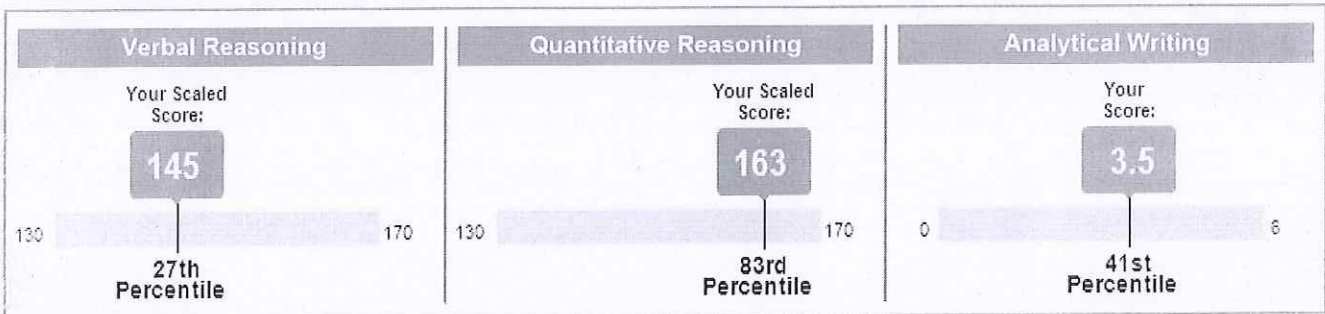 Verbal Reasoning
Your Scaled
Score:
145
130
170
27th
Percentile
Quantitative Reasoning
Your Scaled
Score:
163
130
170
83rd
Percentile
Analytical Writing
Your
Score:
3.5
0
6
41st
Percentile